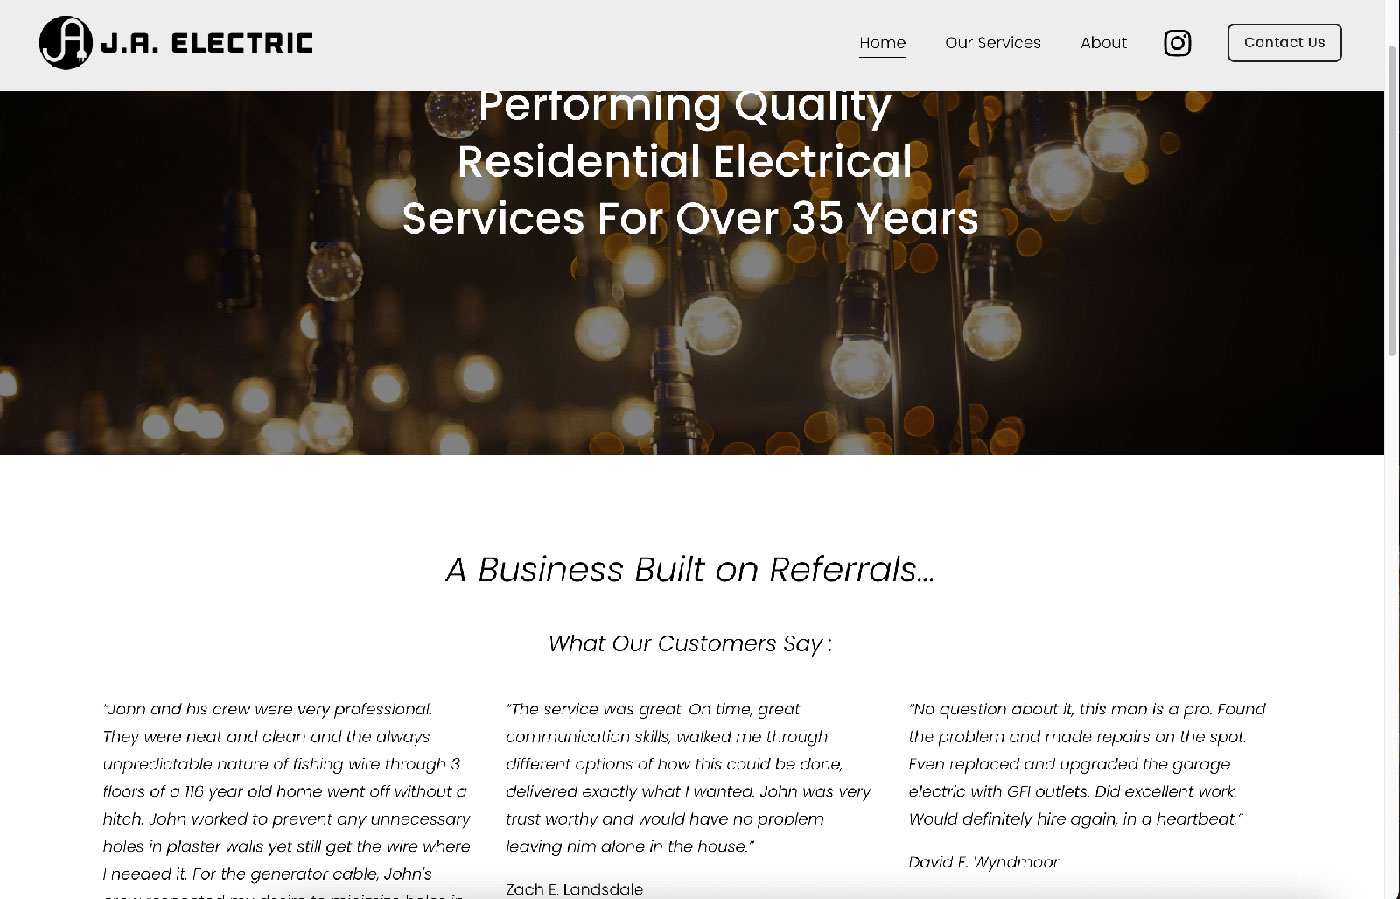 J.A. ELECTRIC
Home
Our Services
About
Contact Us
Performing Quality
Residential Electrical
Services For Over 35 Years
A Business Built on Referrals...
What Our Customers Say :
"John and his crew were very professional.
They were neat and clean and the always
unpredictable nature of fishing wire through 3
floors of a 116 year old home went off without a
hitch. John worked to prevent any unnecessary
holes in plaster walls yet still get the wire where
I needed it. For the generator cable, John's
crew respected my desire to minimize holes in
"The service was great. On time, great
communication skills, walked me through
different options of how this could be done,
delivered exactly what I wanted. John was very
trust worthy and would have no problem
leaving him alone in the house."
Zach E. Landsdale
"No question about it, this man is a pro. Found
the problem and made repairs on the spot.
Even replaced and upgraded the garage
electric with GFI outlets. Did excellent work.
Would definitely hire again, in a heartbeat."
David F. Wyndmoor